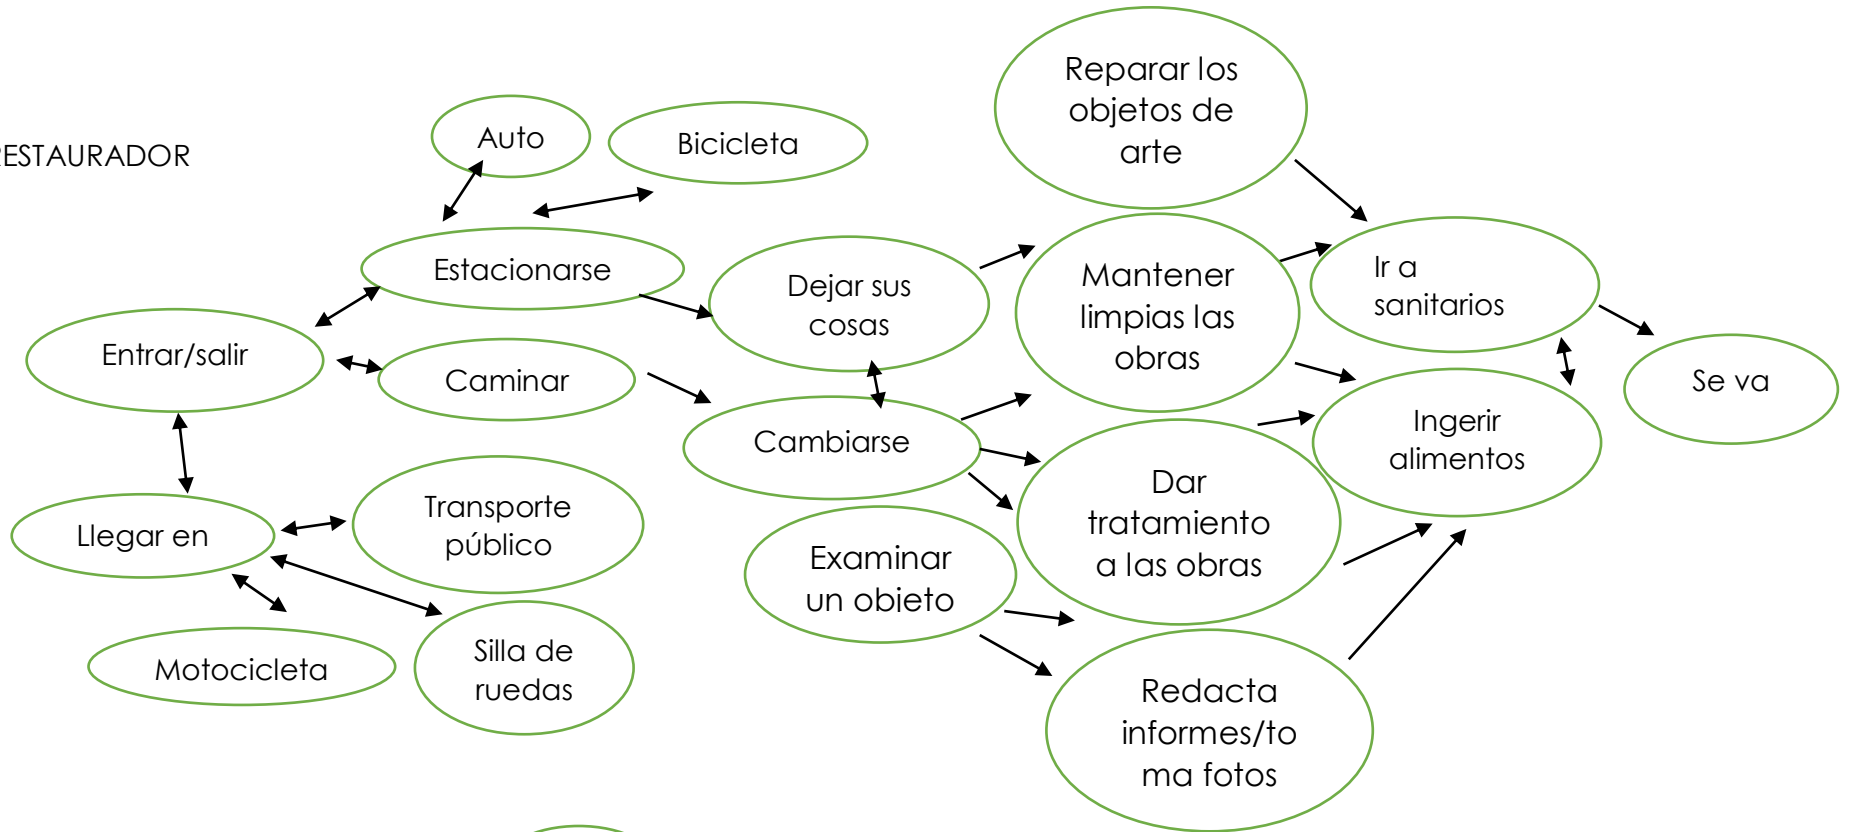 RESTAURADOR
Auto
Bicicleta
Estacionarse
Entrar/salir
Caminar
Llegar en
Transporte
público
Motocicleta
Silla de
ruedas
Dejar sus
cosas
Cambiarse
Examinar
un objeto
Reparar los
objetos de
arte
Mantener
limpias las
obras
Dar
tratamiento
a las obras
Redacta
informes/to
ma fotos
Ir a
sanitarios
Ingerir
alimentos
Se va